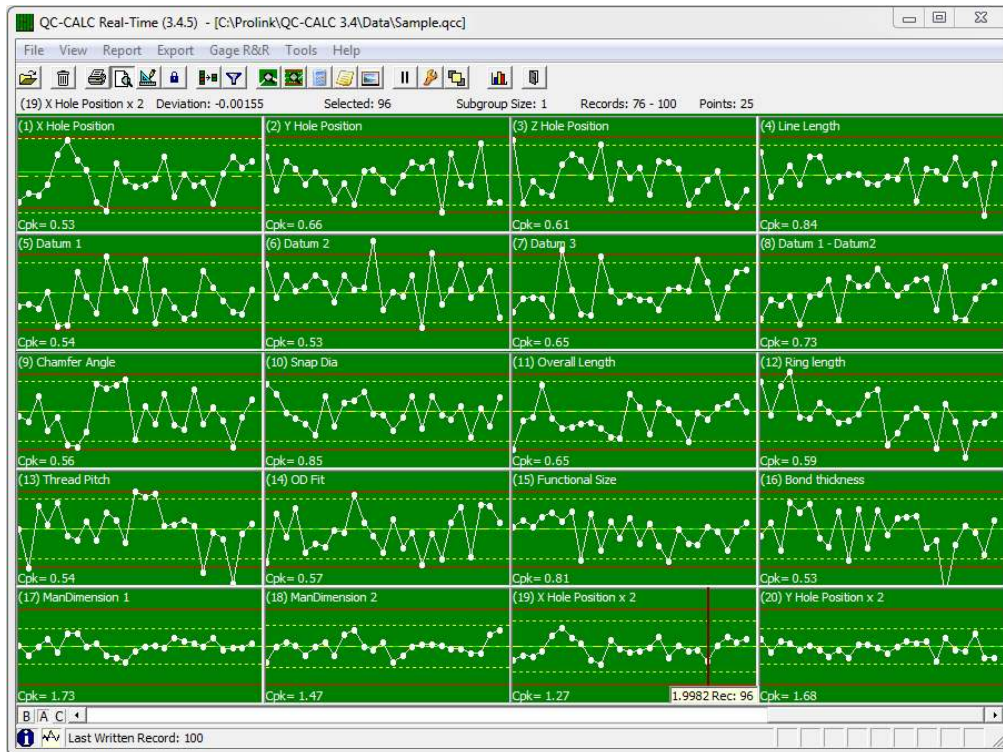 QC-CALC Real-Time (3.4.5) - [C:\Prolink\QC-CALC 3.4\Data\Sample.qcc]
File View Report Export Gage R&R Tools Help
(19) X Hole Position x 2 Deviation: -0.00155 Selected: 96 Subgroup Size: 1 Records: 76 - 100 Points: 25
(1) X Hole Position (2) Y Hole Position (3) Z Hole Position (4) Line Length
Cpk= 0.53 Cpk= 0.66 Cpk= 0.61 Cpk= 0.84
(5) Datum 1 (6) Datum 2 (7) Datum 3 (8) Datum 1 - Datum2
Cpk= 0.54 Cpk= 0.53 Cpk= 0.65 Cpk= 0.73
(9) Chamfer Angle (10) Snap Dia (11) Overall Length (12) Ring length
Cpk= 0.56 Cpk= 0.85 Cpk= 0.65 Cpk= 0.59
(13) Thread Pitch (14) OD Fit (15) Functional Size (16) Bond thickness
Cpk= 0.54 Cpk= 0.57 Cpk= 0.81 Cpk= 0.53
(17) ManDimension 1 (18) ManDimension 2 (19) X Hole Position x 2 (20) Y Hole Position x 2
Cpk= 1.73 Cpk= 1.47 Cpk= 1.27 1.9982 Rec: 96 Cpk= 1.68
B A C
Last Written Record: 100